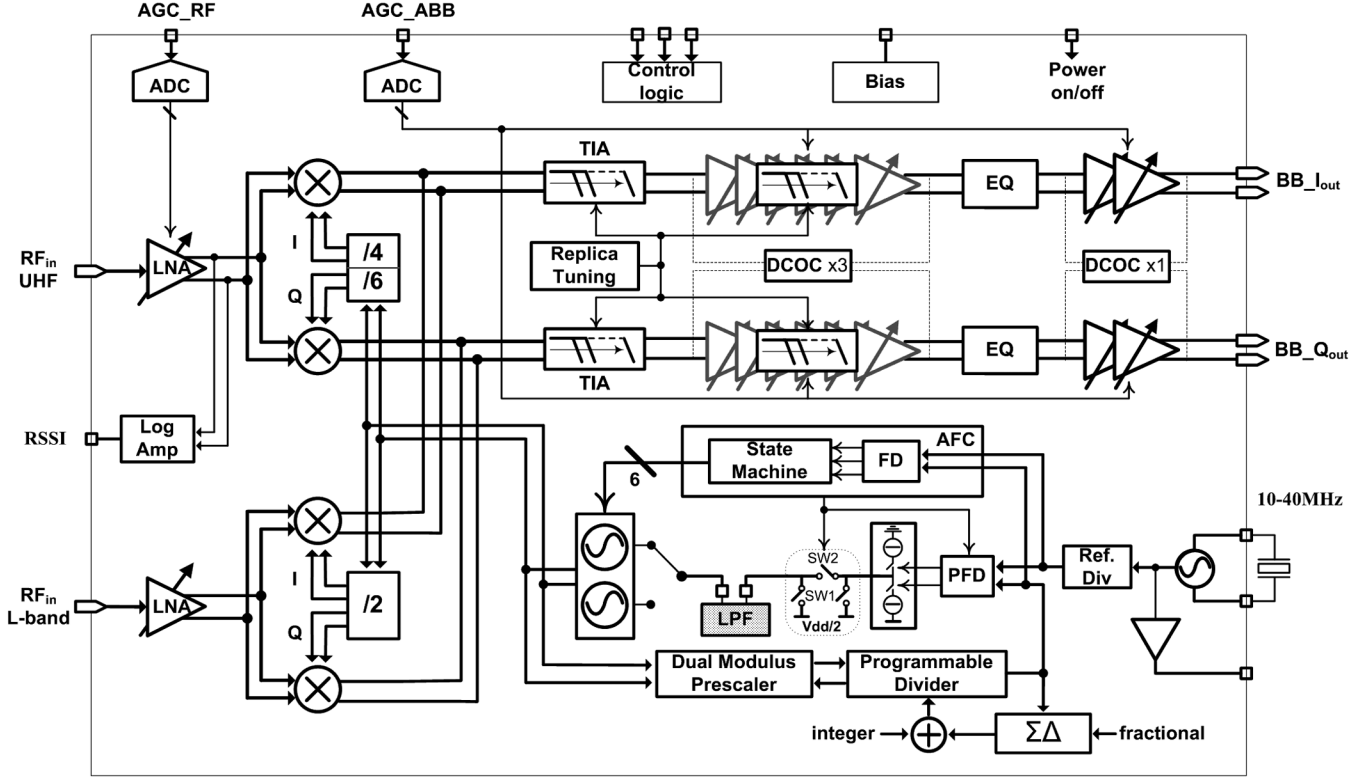 AGC_RF
AGC_ABB
ADC
ADC
Control
logic
Bias
Power
on/off
TIA
EQ
BB_Iout
RFin
UHF
LNA
I
/4
/6
Q
Replica
Tuning
DCOC x3
DCOC x1
TIA
EQ
BB_Qout
RSSI
Log
Amp
AFC
State
Machine
FD
6
10-40MHz
RFin
L-band
LNA
I
/2
Q
SW2
SW1
Vdd/2
LPF
PFD
Ref.
Div
Dual Modulus
Prescaler
Programmable
Divider
integer
+
ΣΔ
fractional